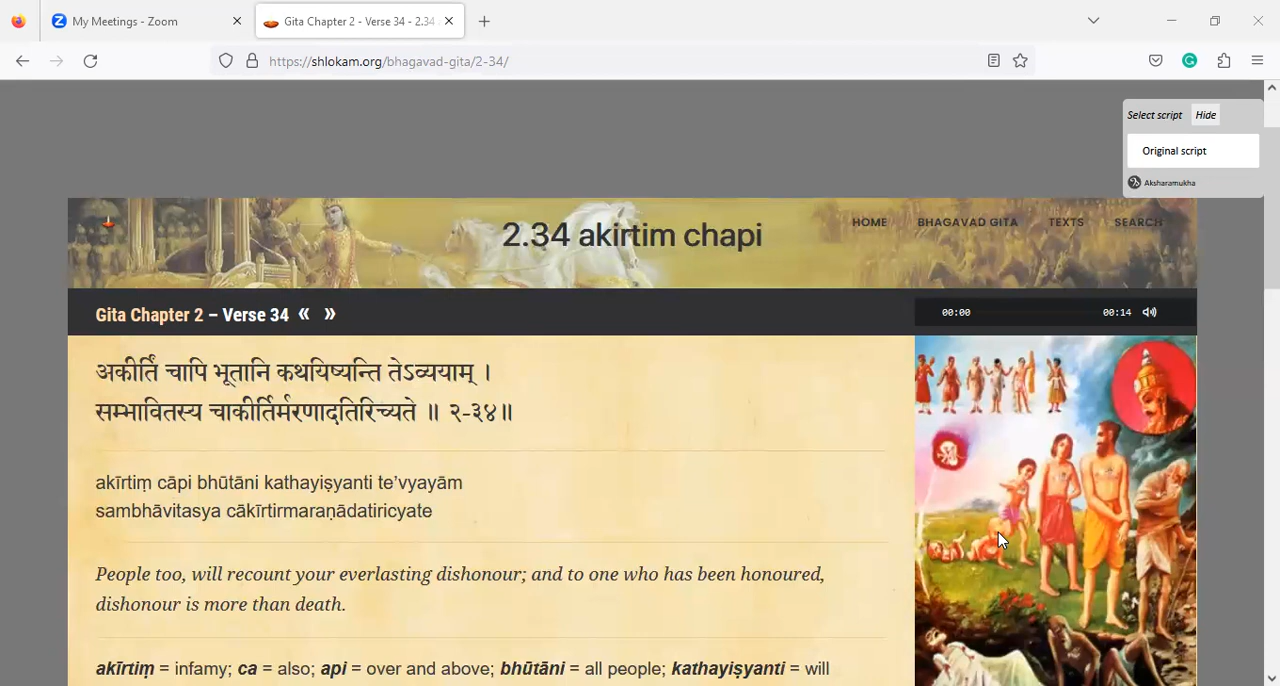 My Meetings - Zoom
Gita Chapter 2 - Verse 34 - 2.34
https://shlokam.org/bhagavad-gita/2-34/
Select script Hide
Original script
Aksharamukha
2.34 akirtim chapi
HOME BHAGAVAD GITA TEXTS SEARCH
Gita Chapter 2 – Verse 34 « »
00:00 00:14
अकीर्तिं चापि भूतानि कथयिष्यन्ति तेऽव्ययाम् ।
सम्भावितस्य चाकीर्तिर्मरणादतिरिच्यते ॥ २-३४॥
akīrtiṃ cāpi bhūtāni kathayiṣyanti te’vyayām
sambhāvitasya cākīrtirmaraṇādatiricyate
People too, will recount your everlasting dishonour; and to one who has been honoured,
dishonour is more than death.
akīrtiṃ = infamy; ca = also; api = over and above; bhūtāni = all people; kathayiṣyanti = will